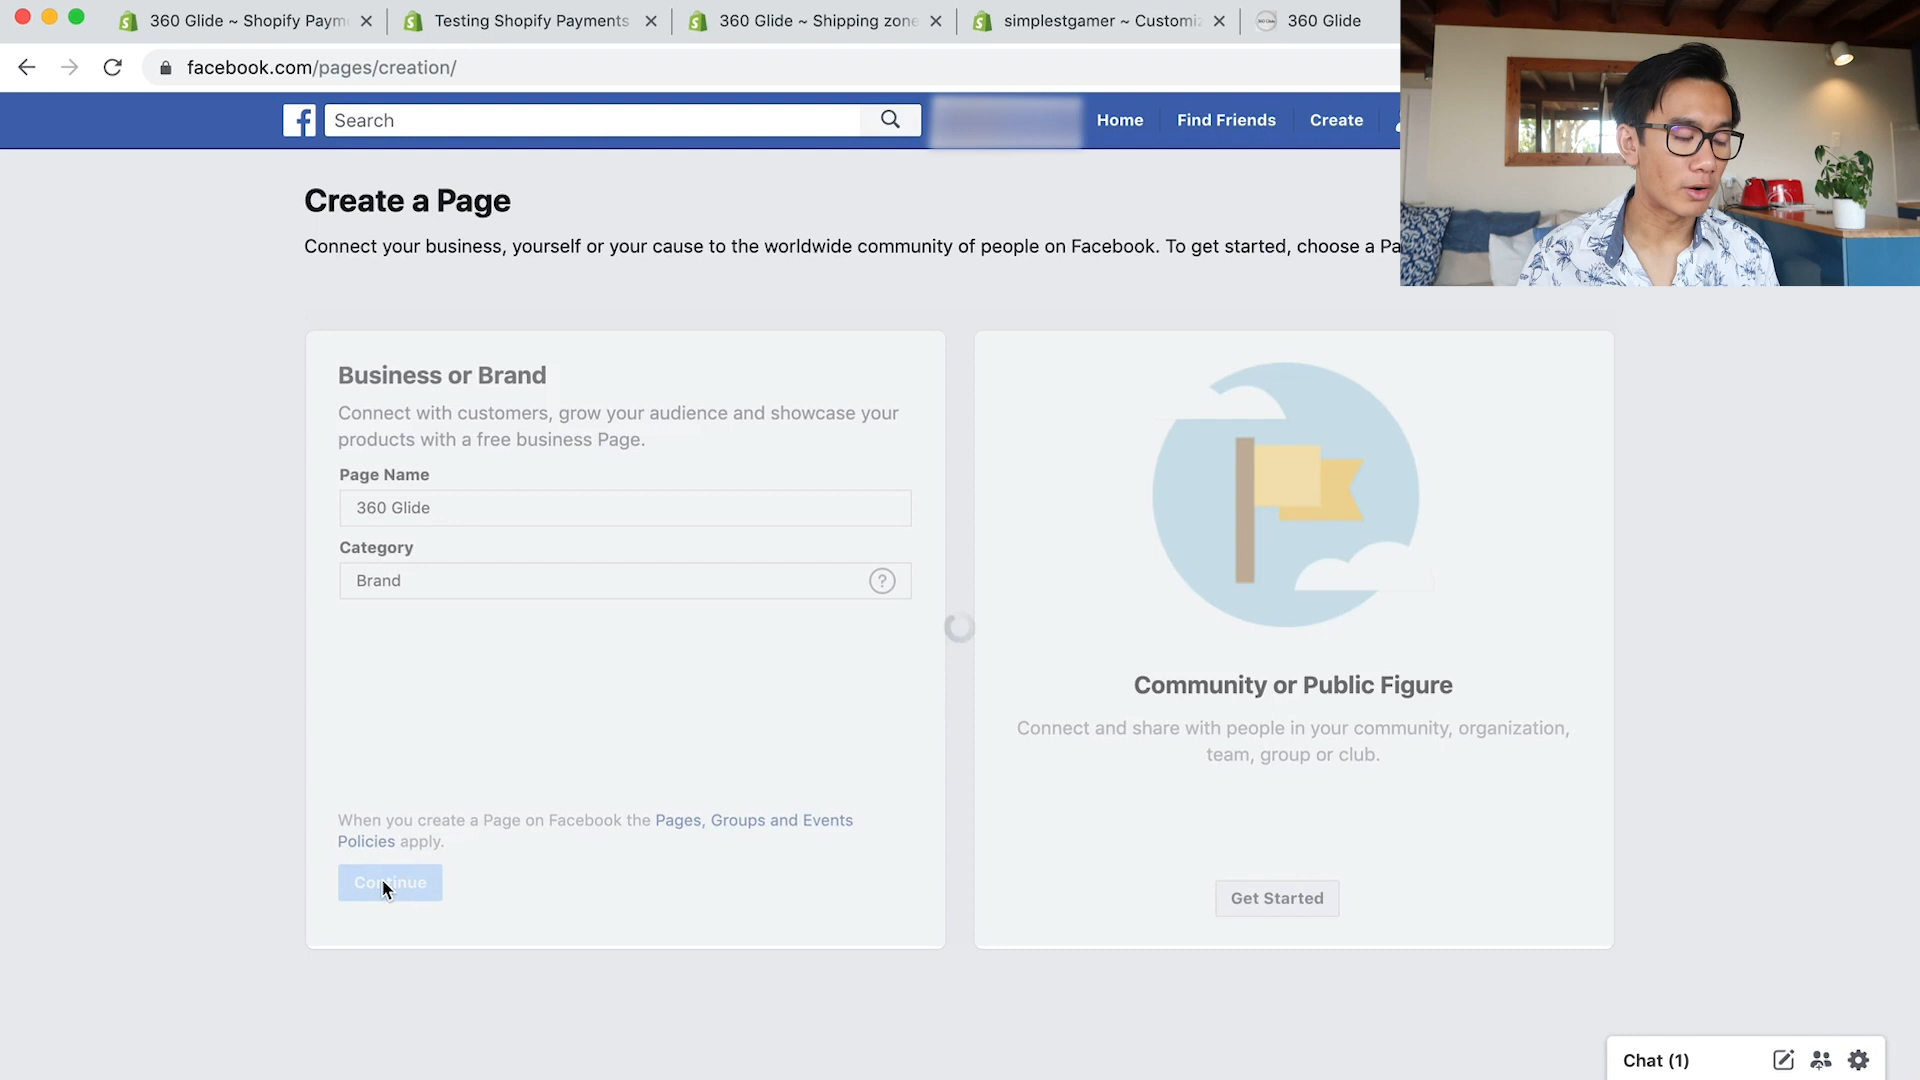 360 Glide ~ Shopify Paym
Testing Shopify Payments
360 Glide ~ Shipping zone
simplestgamer ~ Customiz
360 Glide
facebook.com/pages/creation/
Search
Home
Find Friends
Create
Create a Page
Connect your business, yourself or your cause to the worldwide community of people on Facebook. To get started, choose a Pa
Business or Brand
Connect with customers, grow your audience and showcase your
products with a free business Page.
Page Name
360 Glide
Category
Brand
?
When you create a Page on Facebook the Pages, Groups and Events
Policies apply.
Continue
Community or Public Figure
Connect and share with people in your community, organization,
team, group or club.
Get Started
Chat (1)